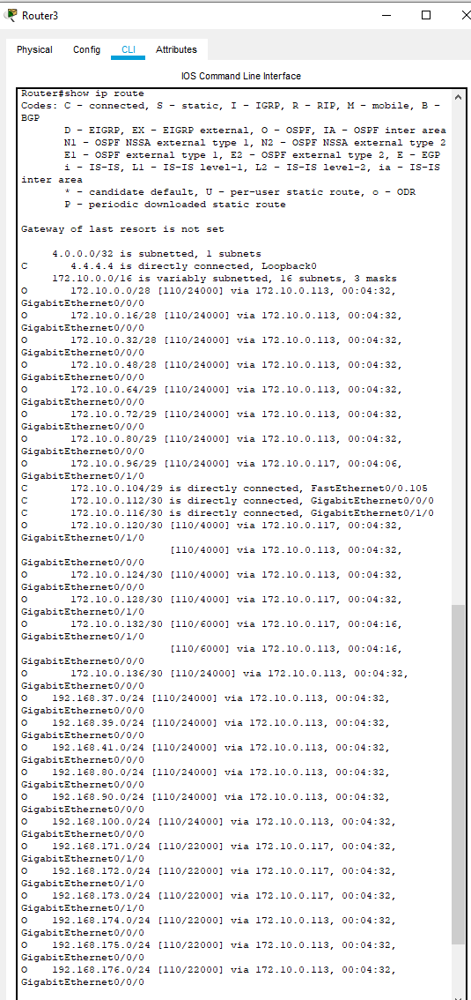 Router3
Physical Config CLI Attributes
IOS Command Line Interface
Router#show ip route
Codes: C - connected, S - static, I - IGRP, R - RIP, M - mobile, B -
BGP
D - EIGRP, EX - EIGRP external, O - OSPF, IA - OSPF inter area
N1 - OSPF NSSA external type 1, N2 - OSPF NSSA external type 2
E1 - OSPF external type 1, E2 - OSPF external type 2, E - EGP
i - IS-IS, L1 - IS-IS level-1, L2 - IS-IS level-2, ia - IS-IS
inter area
* - candidate default, U - per-user static route, o - ODR
P - periodic downloaded static route
Gateway of last resort is not set
4.0.0.0/32 is subnetted, 1 subnets
C 4.4.4.4 is directly connected, Loopback0
172.10.0.0/16 is variably subnetted, 16 subnets, 3 masks
O 172.10.0.0/28 [110/24000] via 172.10.0.113, 00:04:32,
GigabitEthernet0/0/0
O 172.10.0.16/28 [110/24000] via 172.10.0.113, 00:04:32,
GigabitEthernet0/0/0
O 172.10.0.32/28 [110/24000] via 172.10.0.113, 00:04:32,
GigabitEthernet0/0/0
O 172.10.0.48/28 [110/24000] via 172.10.0.113, 00:04:32,
GigabitEthernet0/0/0
O 172.10.0.64/29 [110/24000] via 172.10.0.113, 00:04:32,
GigabitEthernet0/0/0
O 172.10.0.72/29 [110/24000] via 172.10.0.113, 00:04:32,
GigabitEthernet0/0/0
O 172.10.0.80/29 [110/24000] via 172.10.0.113, 00:04:32,
GigabitEthernet0/0/0
O 172.10.0.96/29 [110/24000] via 172.10.0.117, 00:04:06,
GigabitEthernet0/1/0
C 172.10.0.104/29 is directly connected, FastEthernet0/0.105
C 172.10.0.112/30 is directly connected, GigabitEthernet0/0/0
C 172.10.0.116/30 is directly connected, GigabitEthernet0/1/0
O 172.10.0.120/30 [110/4000] via 172.10.0.117, 00:04:32,
GigabitEthernet0/1/0
[110/4000] via 172.10.0.113, 00:04:32,
GigabitEthernet0/0/0
O 172.10.0.124/30 [110/4000] via 172.10.0.113, 00:04:32,
GigabitEthernet0/0/0
O 172.10.0.128/30 [110/4000] via 172.10.0.117, 00:04:32,
GigabitEthernet0/1/0
O 172.10.0.132/30 [110/6000] via 172.10.0.117, 00:04:16,
GigabitEthernet0/1/0
[110/6000] via 172.10.0.113, 00:04:16,
GigabitEthernet0/0/0
O 172.10.0.136/30 [110/24000] via 172.10.0.113, 00:04:32,
GigabitEthernet0/0/0
O 192.168.37.0/24 [110/24000] via 172.10.0.113, 00:04:32,
GigabitEthernet0/0/0
O 192.168.39.0/24 [110/24000] via 172.10.0.113, 00:04:32,
GigabitEthernet0/0/0
O 192.168.41.0/24 [110/24000] via 172.10.0.113, 00:04:32,
GigabitEthernet0/0/0
O 192.168.80.0/24 [110/24000] via 172.10.0.113, 00:04:32,
GigabitEthernet0/0/0
O 192.168.90.0/24 [110/24000] via 172.10.0.113, 00:04:32,
GigabitEthernet0/0/0
O 192.168.100.0/24 [110/24000] via 172.10.0.113, 00:04:32,
GigabitEthernet0/0/0
O 192.168.171.0/24 [110/22000] via 172.10.0.117, 00:04:32,
GigabitEthernet0/1/0
O 192.168.172.0/24 [110/22000] via 172.10.0.117, 00:04:32,
GigabitEthernet0/1/0
O 192.168.173.0/24 [110/22000] via 172.10.0.117, 00:04:32,
GigabitEthernet0/1/0
O 192.168.174.0/24 [110/22000] via 172.10.0.113, 00:04:32,
GigabitEthernet0/0/0
O 192.168.175.0/24 [110/22000] via 172.10.0.113, 00:04:32,
GigabitEthernet0/0/0
O 192.168.176.0/24 [110/22000] via 172.10.0.113, 00:04:32,
GigabitEthernet0/0/0